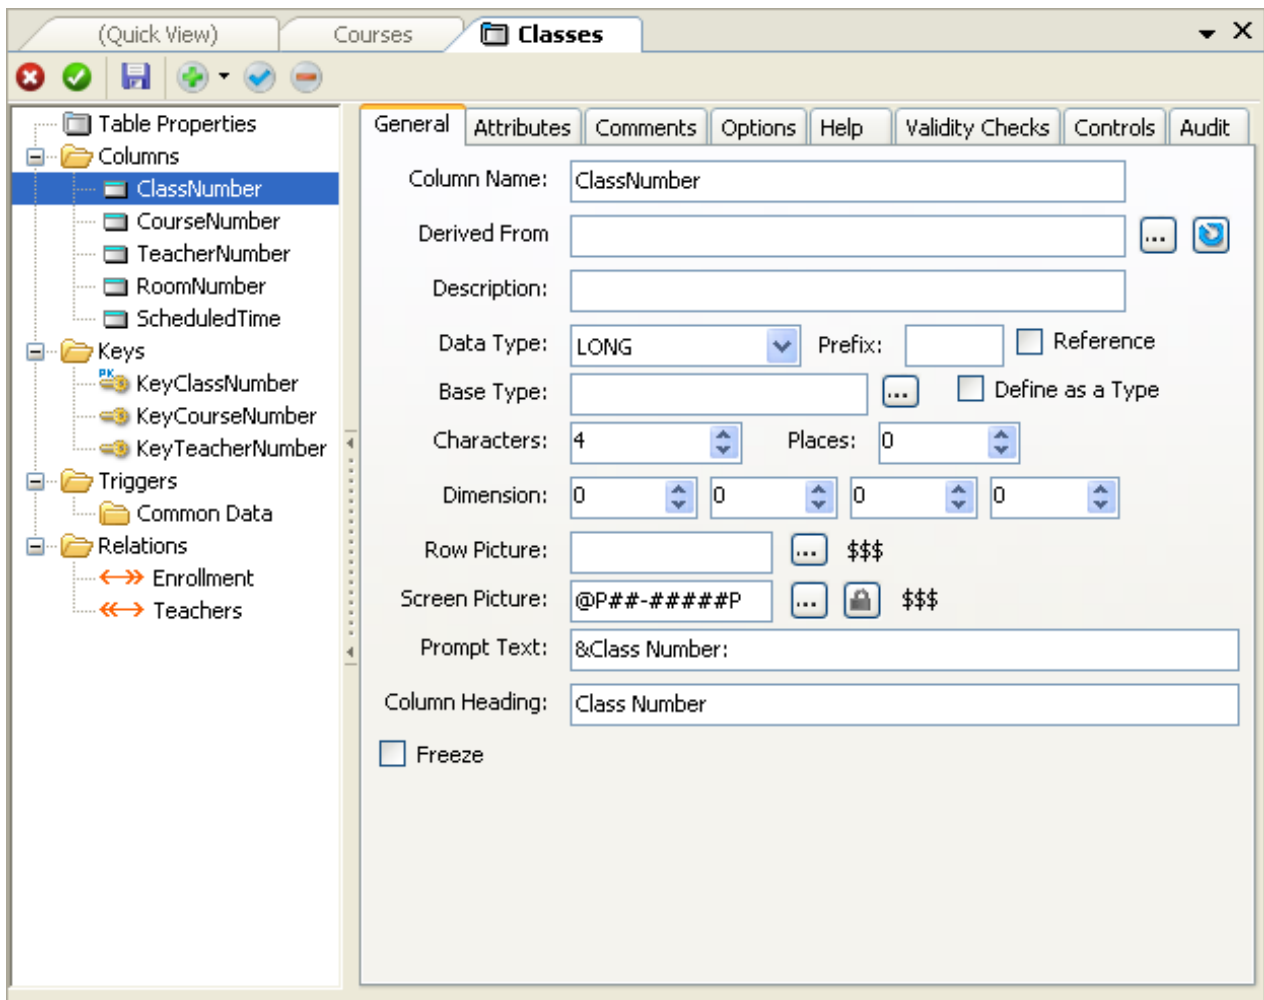 (Quick View) Courses Classes
Table Properties
Columns
ClassNumber
CourseNumber
TeacherNumber
RoomNumber
ScheduledTime
Keys
PK KeyClassNumber
KeyCourseNumber
KeyTeacherNumber
Triggers
Common Data
Relations
Enrollment
Teachers
General Attributes Comments Options Help Validity Checks Controls Audit
Column Name: ClassNumber
Derived From ...
Description:
Data Type: LONG Prefix: Reference
Base Type: ... Define as a Type
Characters: 4 Places: 0
Dimension: 0 0 0 0
Row Picture: ... $$$
Screen Picture: @P##-#####P ... $$$
Prompt Text: &Class Number:
Column Heading: Class Number
Freeze